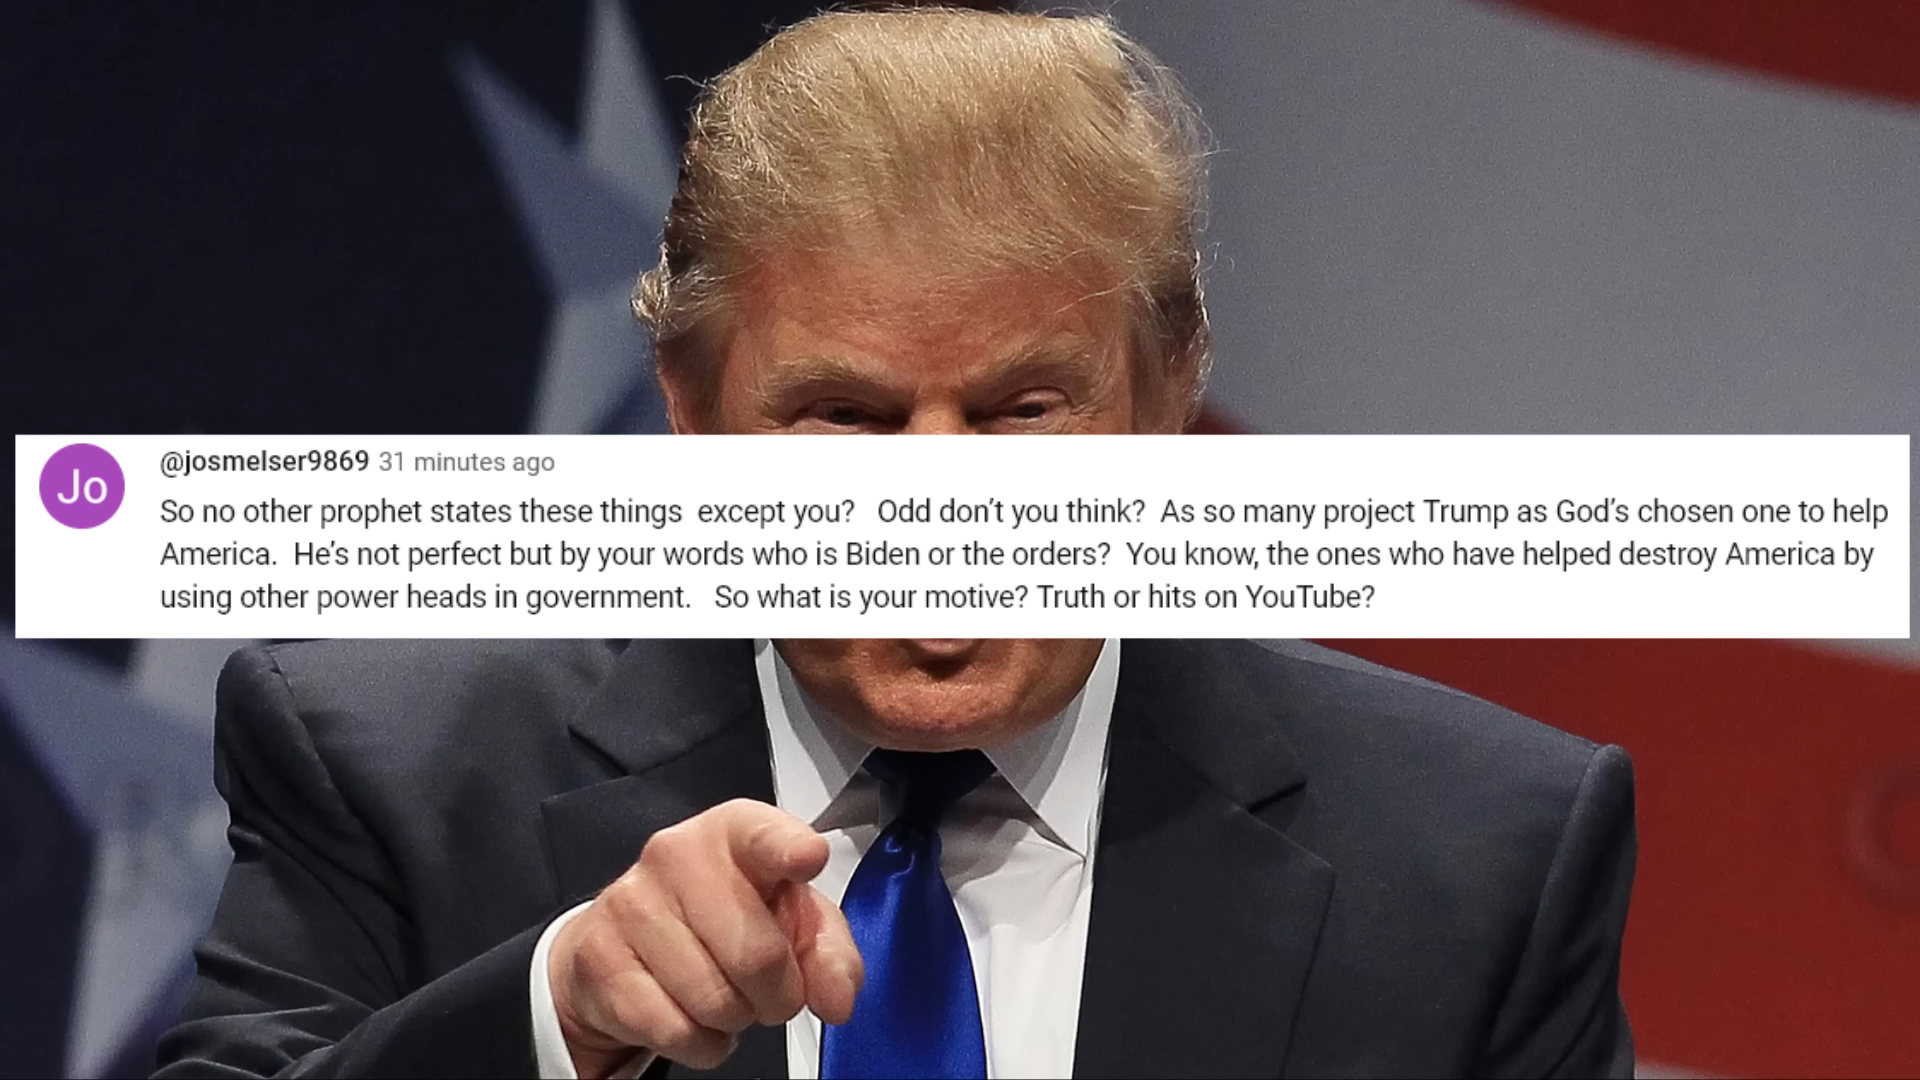 Jo
@josmelser9869 31 minutes ago
So no other prophet states these things  except you?   Odd don’t you think?  As so many project Trump as God’s chosen one to help
America.  He’s not perfect but by your words who is Biden or the orders?  You know, the ones who have helped destroy America by
using other power heads in government.   So what is your motive? Truth or hits on YouTube?